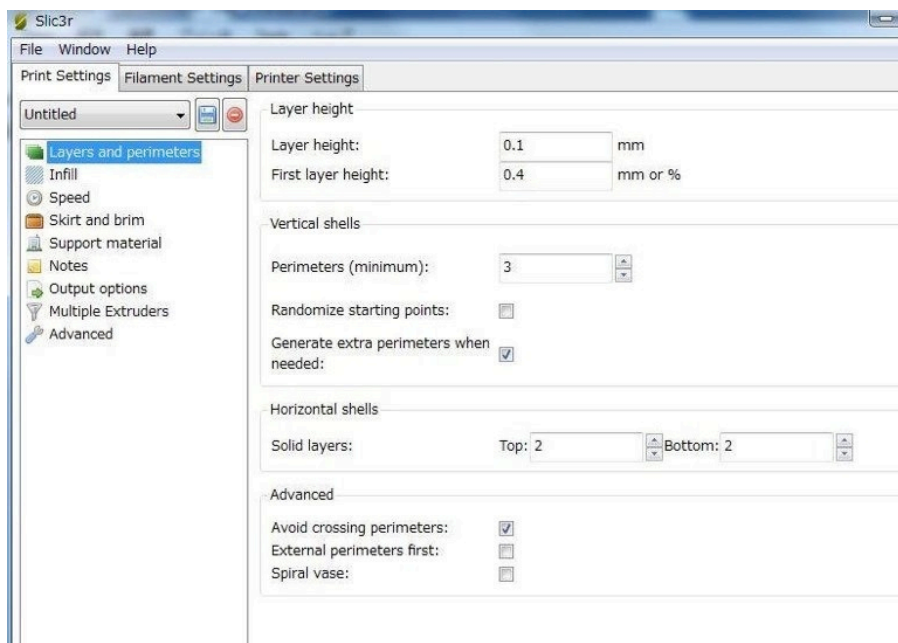 Slic3r
File Window Help
Print Settings Filament Settings Printer Settings
Untitled
Layers and perimeters
Infill
Speed
Skirt and brim
Support material
Notes
Output options
Multiple Extruders
Advanced
Layer height
Layer height: 0.1 mm
First layer height: 0.4 mm or %
Vertical shells
Perimeters (minimum): 3
Randomize starting points:
Generate extra perimeters when
needed:
Horizontal shells
Solid layers: Top: 2 Bottom: 2
Advanced
Avoid crossing perimeters:
External perimeters first:
Spiral vase: